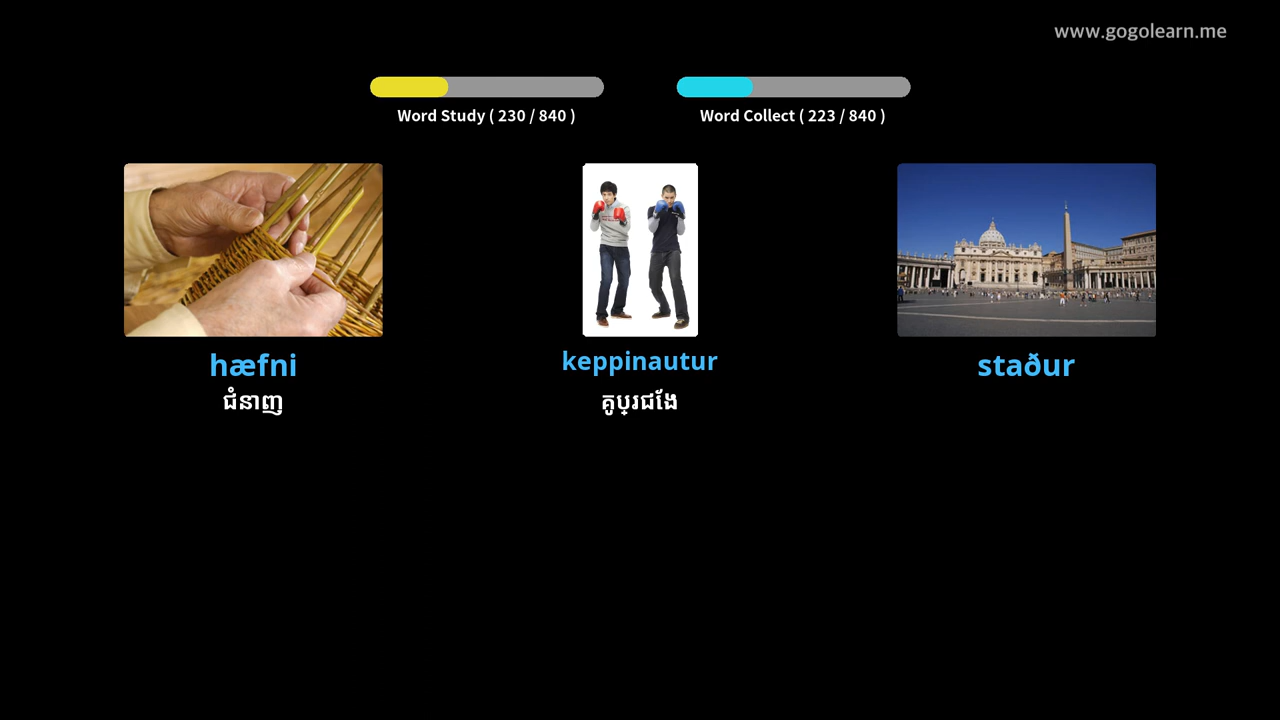 www.gogolearn.me
Word Study ( 230 / 840 )
Word Collect ( 223 / 840 )
hæfni
keppinautur
staður
ជំនាញ
គូប្រជែង